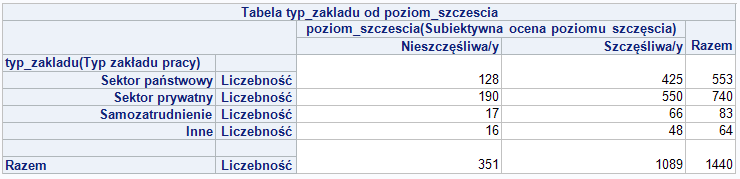 Tabela typ_zakladu od poziom_szczescia
poziom_szczescia(Subiektywna ocena poziomu szczęscia)
Nieszczęśliwa/y Szczęśliwa/y Razem
typ_zakladu(Typ zakładu pracy)
Sektor państwowy Liczebność 128 425 553
Sektor prywatny Liczebność 190 550 740
Samozatrudnienie Liczebność 17 66 83
Inne Liczebność 16 48 64
Razem Liczebność 351 1089 1440